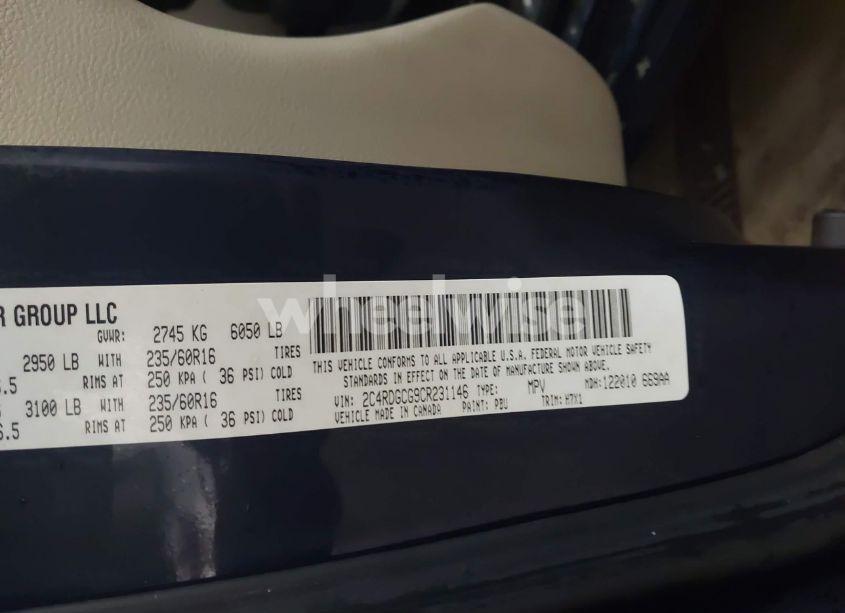 R GROUP LLC
GVWR: 2745 KG 6050 LB
2950 LB WITH 235/60R16 TIRES
6.5 RIMS AT 250 KPA ( 36 PSI) COLD
3100 LB WITH 235/60R16 TIRES
6.5 RIMS AT 250 KPA ( 36 PSI) COLD
THIS VEHICLE CONFORMS TO ALL APPLICABLE U.S.A. FEDERAL MOTOR VEHICLE SAFETY
STANDARDS IN EFFECT ON THE DATE OF MANUFACTURE SHOWN ABOVE.
VIN: 2C4RDGCG9CR231146 TYPE: MPV MDH: 122010 669AA
VEHICLE MADE IN CANADA PAINT: PBU TRIM: H7X1
wheelwise